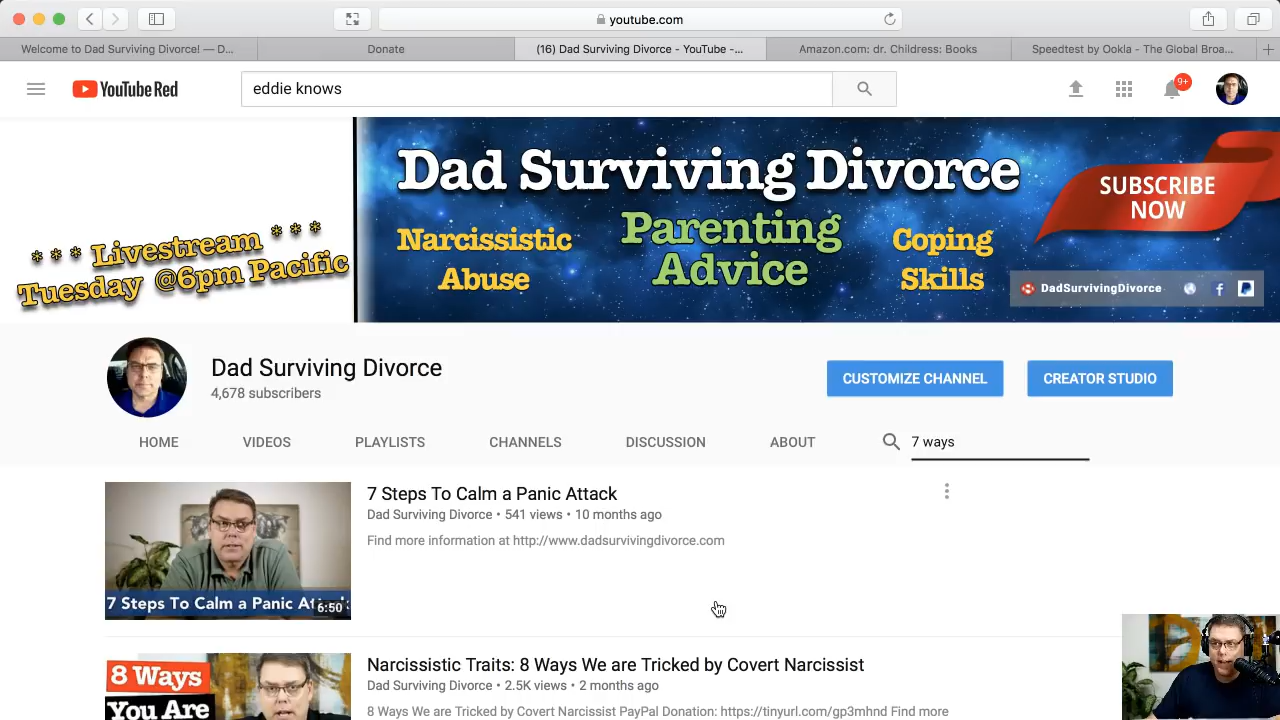 youtube.com
Welcome to Dad Surviving Divorce! — D...
Donate
(16) Dad Surviving Divorce - YouTube -...
Amazon.com: dr. Childress: Books
Speedtest by Ookla - The Global Broa...
YouTube Red
eddie knows
9+
* * * Livestream * * *
Tuesday @6pm Pacific
Dad Surviving Divorce
Narcissistic
Abuse
Parenting
Advice
Coping
Skills
SUBSCRIBE
NOW
DadSurvivingDivorce
Dad Surviving Divorce
4,678 subscribers
CUSTOMIZE CHANNEL
CREATOR STUDIO
HOME
VIDEOS
PLAYLISTS
CHANNELS
DISCUSSION
ABOUT
7 ways
7 Steps To Calm a Panic
6:50
7 Steps To Calm a Panic Attack
Dad Surviving Divorce • 541 views • 10 months ago
Find more information at http://www.dadsurvivingdivorce.com
8 Ways
You Are
Narcissistic Traits: 8 Ways We are Tricked by Covert Narcissist
Dad Surviving Divorce • 2.5K views • 2 months ago
8 Ways We are Tricked by Covert Narcissist PayPal Donation: https://tinyurl.com/gp3mhnd Find more